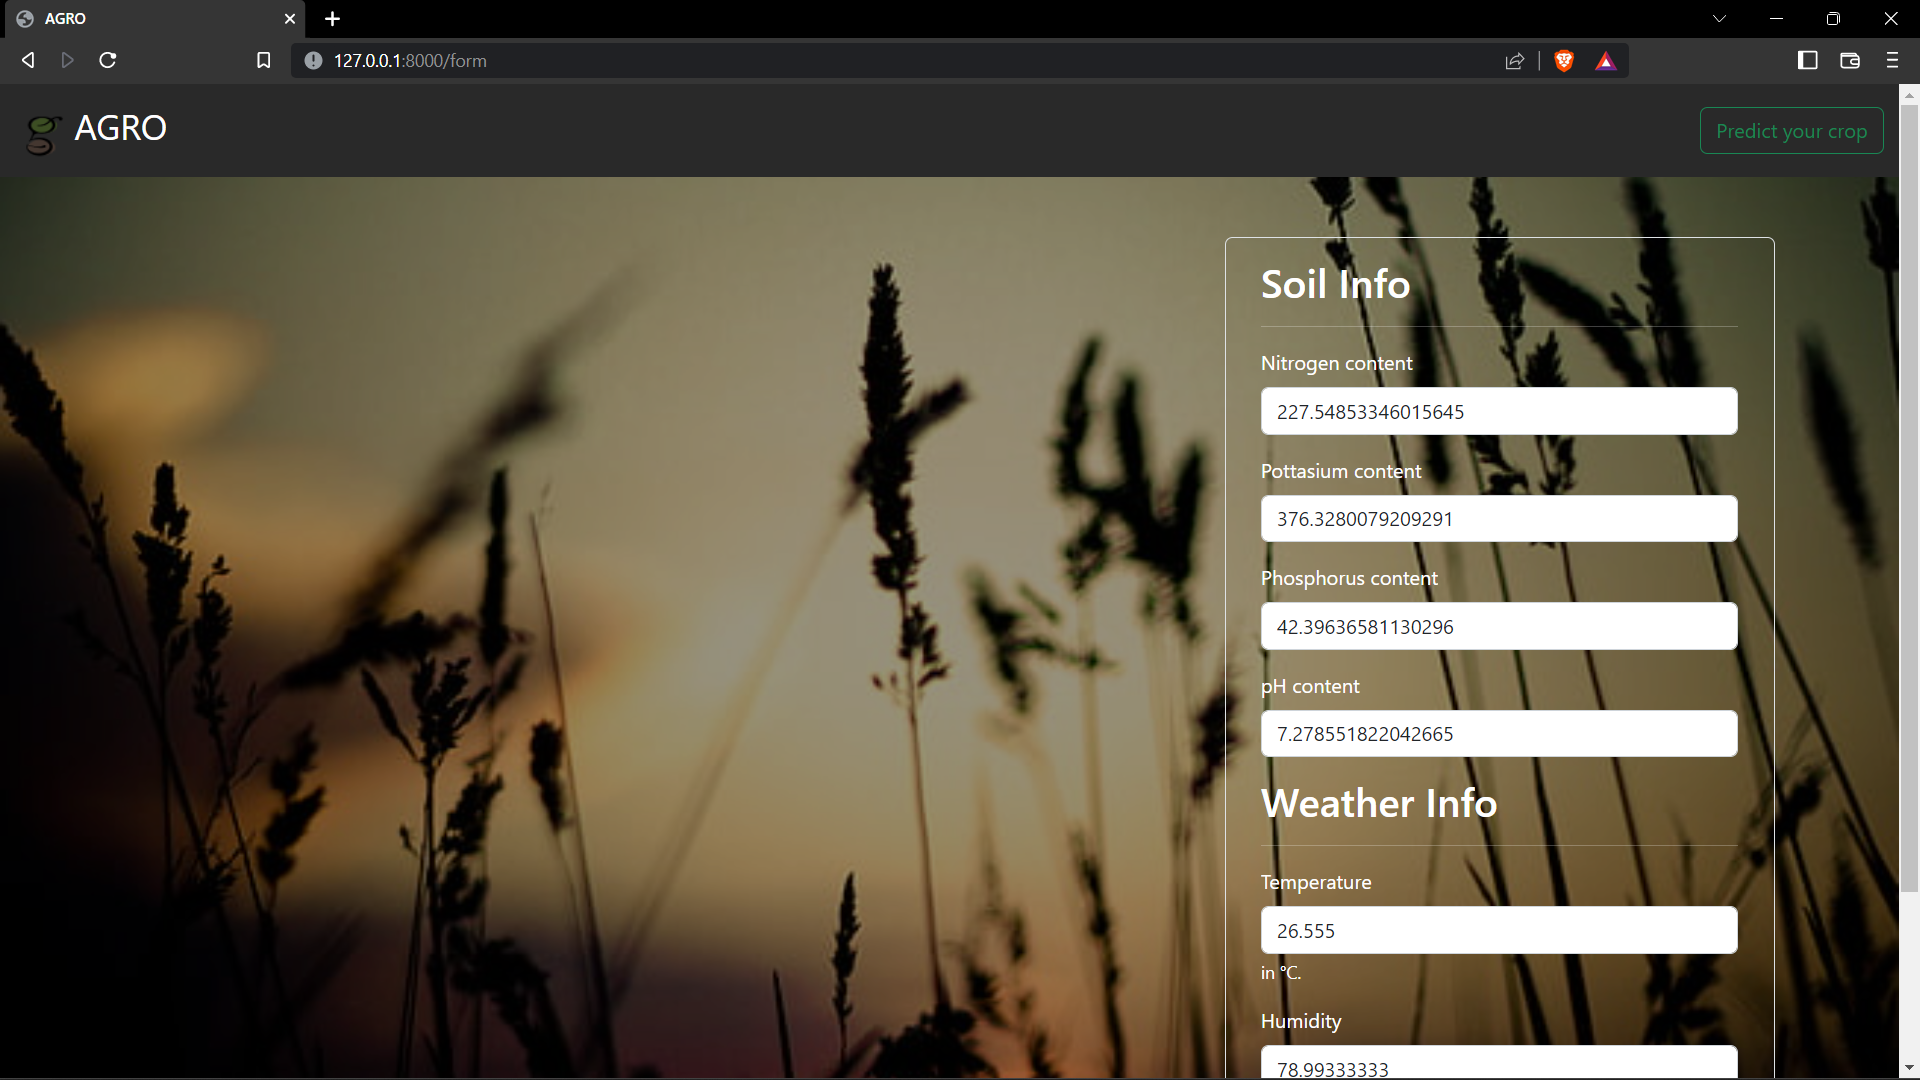 AGRO
127.0.0.1:8000/form
AGRO
Predict your crop
Soil Info
Nitrogen content
227.54853346015645
Pottasium content
376.3280079209291
Phosphorus content
42.39636581130296
pH content
7.278551822042665
Weather Info
Temperature
26.555
in °C.
Humidity
78.99333333